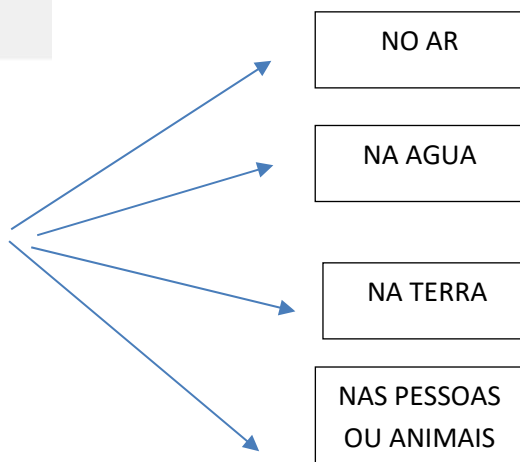 NO AR
NA AGUA
NA TERRA
NAS PESSOAS
OU ANIMAIS